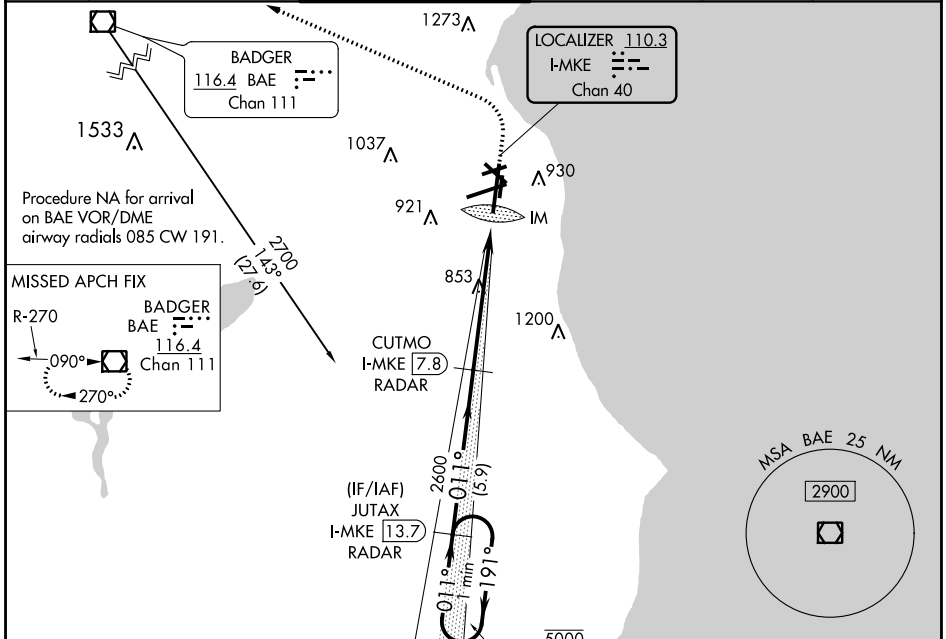 1273
BADGER
116.4 BAE
Chan 111
LOCALIZER 110.3
I-MKE
Chan 40
1533
1037
930
921
IM
Procedure NA for arrival
on BAE VOR/DME
airway radials 085 CW 191.
2700
143°
(27.6)
MISSED APCH FIX
R-270
BADGER
BAE
116.4
Chan 111
090°
270°
853
1200
CUTMO
I-MKE 7.8
RADAR
2600
011°
(5.9)
(IF/IAF)
JUTAX
I-MKE 13.7
RADAR
011°
1 min
191°
MSA BAE 25 NM
2900
5000